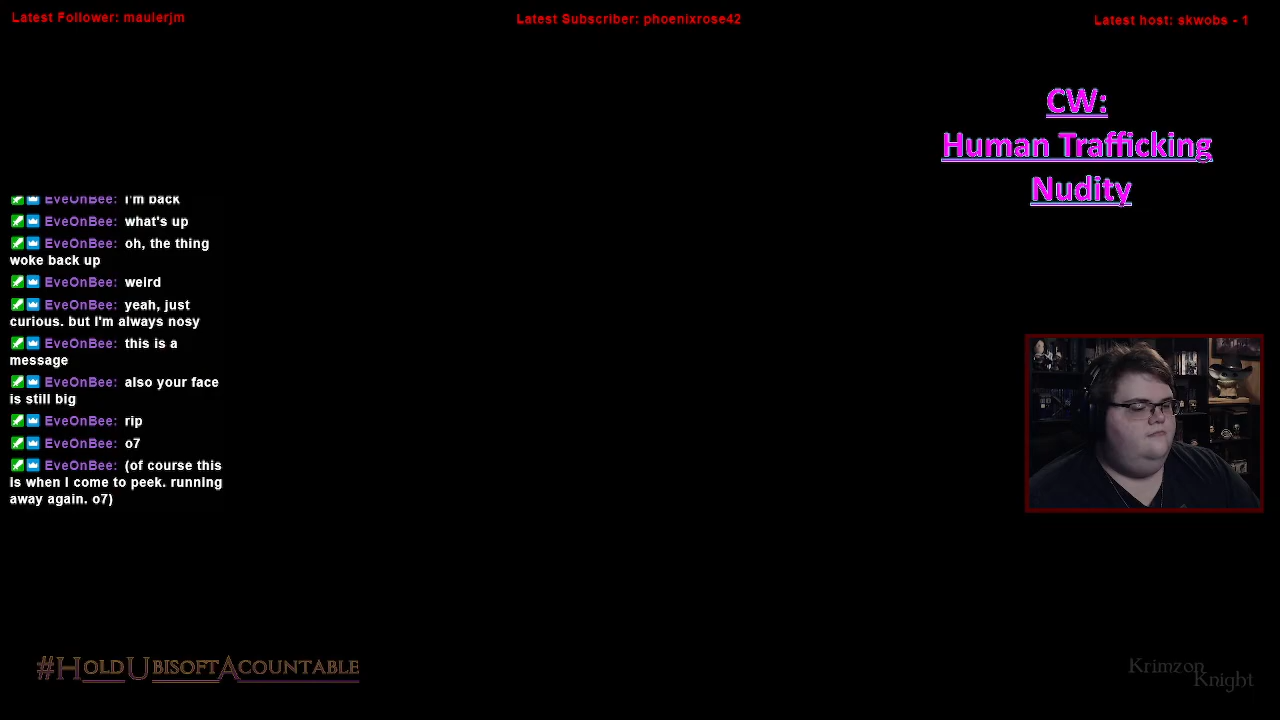 Latest Follower: maulerjm
Latest Subscriber: phoenixrose42
Latest host: skwobs - 1
CW:
Human Trafficking
Nudity
EveOnBee: I'm back
EveOnBee: what's up
EveOnBee: oh, the thing
woke back up
EveOnBee: weird
EveOnBee: yeah, just
curious. but I'm always nosy
EveOnBee: this is a
message
EveOnBee: also your face
is still big
EveOnBee: rip
EveOnBee: o7
EveOnBee: (of course this
is when I come to peek. running
away again. o7)
#HoldUbisoftAcountable
Krimzon
Knight